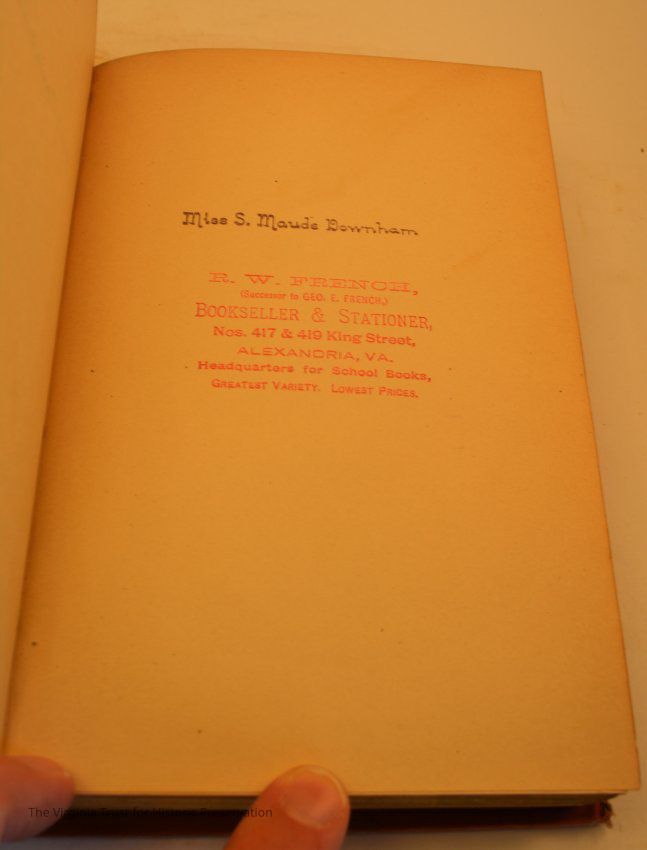 Miss S. Maude Downham
R. W. FRENCH,
(Successor to GEO. E. FRENCH,)
BOOKSELLER & STATIONER,
Nos. 417 & 419 King Street,
ALEXANDRIA, VA.
Headquarters for School Books,
GREATEST VARIETY. LOWEST PRICES.
The Virginia Trust for Historic Preservation